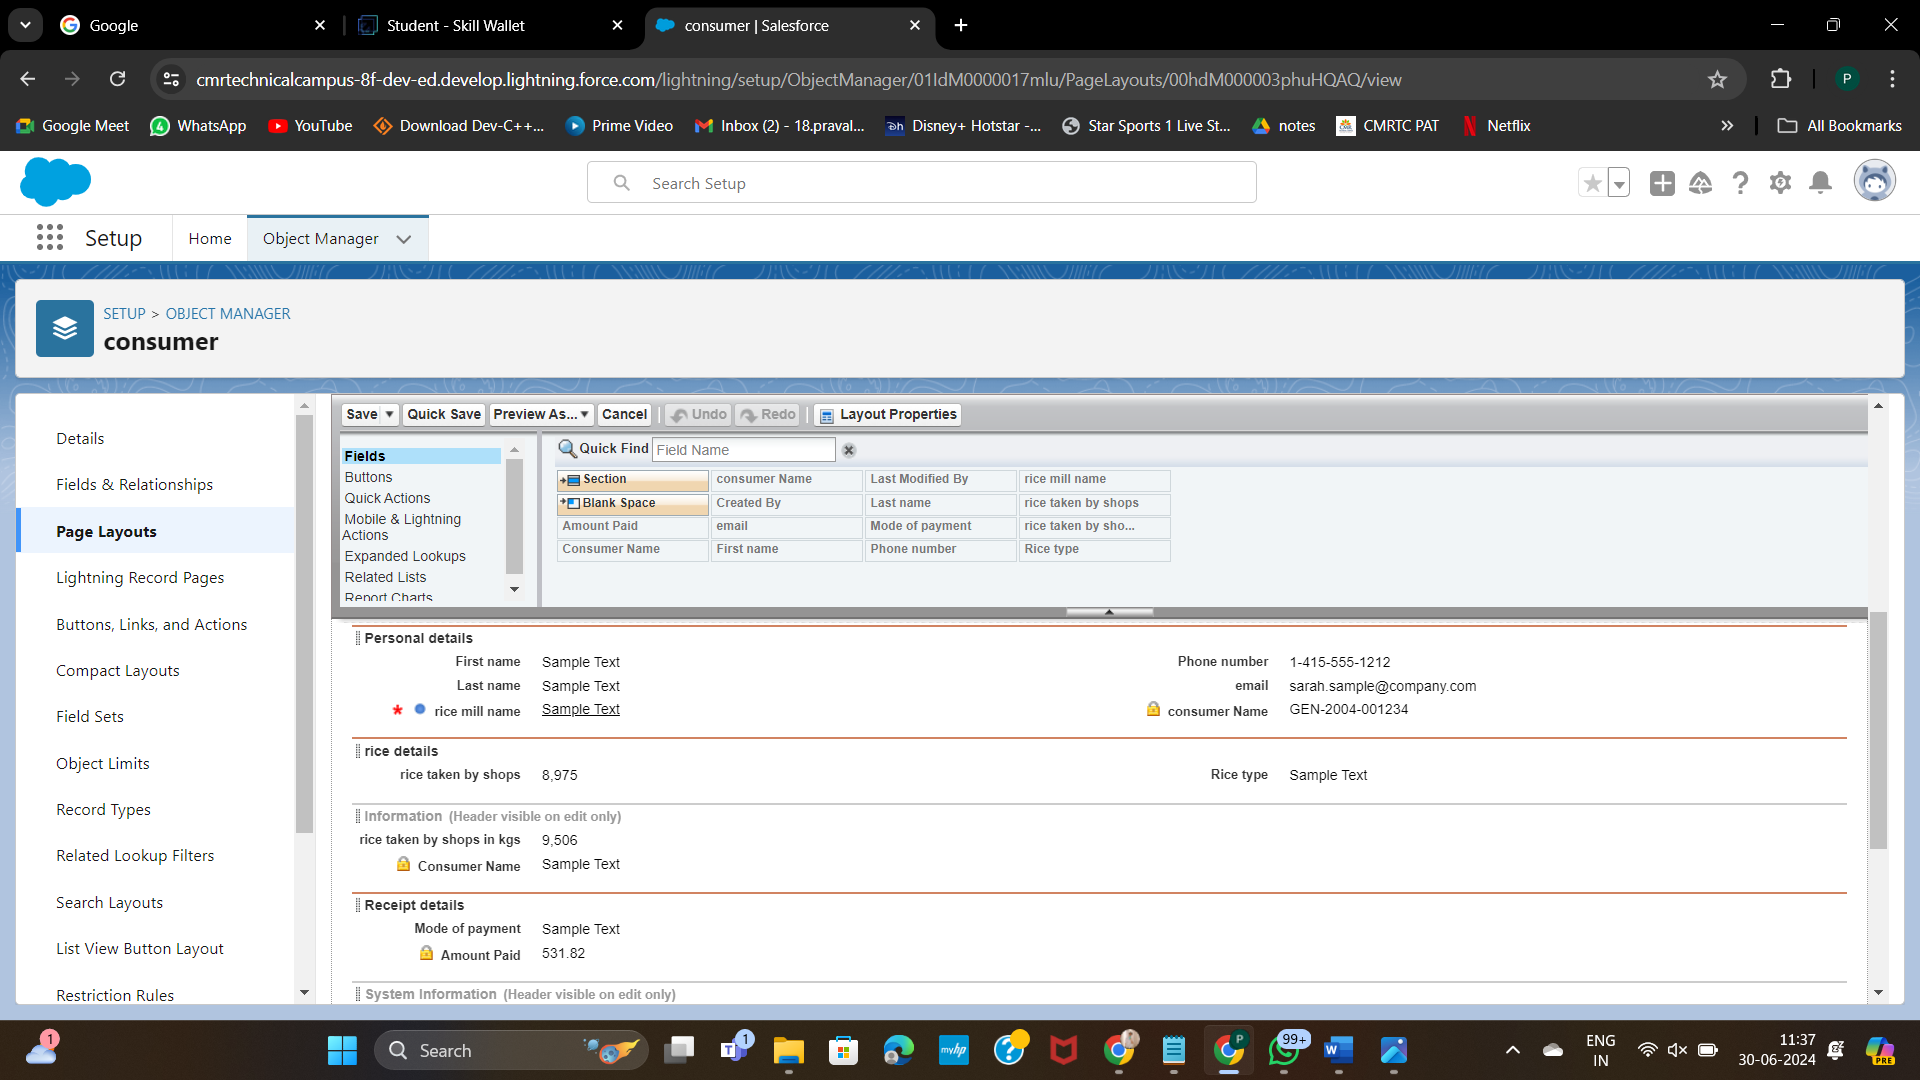 Google
Student - Skill Wallet
consumer | Salesforce
cmrtechnicalcampus-8f-dev-ed.develop.lightning.force.com/lightning/setup/ObjectManager/01IdM0000017mlu/PageLayouts/00hdM000003phuHQAQ/view
P
Google Meet
4
WhatsApp
YouTube
Download Dev-C++...
Prime Video
Inbox (2) - 18.praval...
Disney+ Hotstar -...
Star Sports 1 Live St...
notes
CMRTC PAT
Netflix
All Bookmarks
Search Setup
Setup
Home
Object Manager
SETUP > OBJECT MANAGER
consumer
Details
Fields & Relationships
Page Layouts
Lightning Record Pages
Buttons, Links, and Actions
Compact Layouts
Field Sets
Object Limits
Record Types
Related Lookup Filters
Search Layouts
List View Button Layout
Restriction Rules
Save
Quick Save
Preview As...
Cancel
Undo
Redo
Layout Properties
Fields
Buttons
Quick Actions
Mobile & Lightning
Actions
Expanded Lookups
Related Lists
Report Charts
Quick Find
Field Name
Section consumer Name Last Modified By rice mill name
Blank Space Created By Last name rice taken by shops
Amount Paid email Mode of payment rice taken by sho...
Consumer Name First name Phone number Rice type
Personal details
First name Sample Text Phone number 1-415-555-1212
Last name Sample Text email sarah.sample@company.com
* rice mill name Sample Text consumer Name GEN-2004-001234
rice details
rice taken by shops 8,975 Rice type Sample Text
Information (Header visible on edit only)
rice taken by shops in kgs 9,506
Consumer Name Sample Text
Receipt details
Mode of payment Sample Text
Amount Paid 531.82
System Information (Header visible on edit only)
1
Search
1
myhp
P
99+
ENG
IN
11:37
30-06-2024
PRE